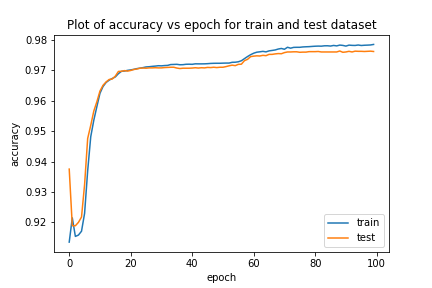 Plot of accuracy vs epoch for train and test dataset
0.98
0.97
0.96
0.95
0.94
0.93
0.92
accuracy
0
20
40
60
80
100
epoch
train
test